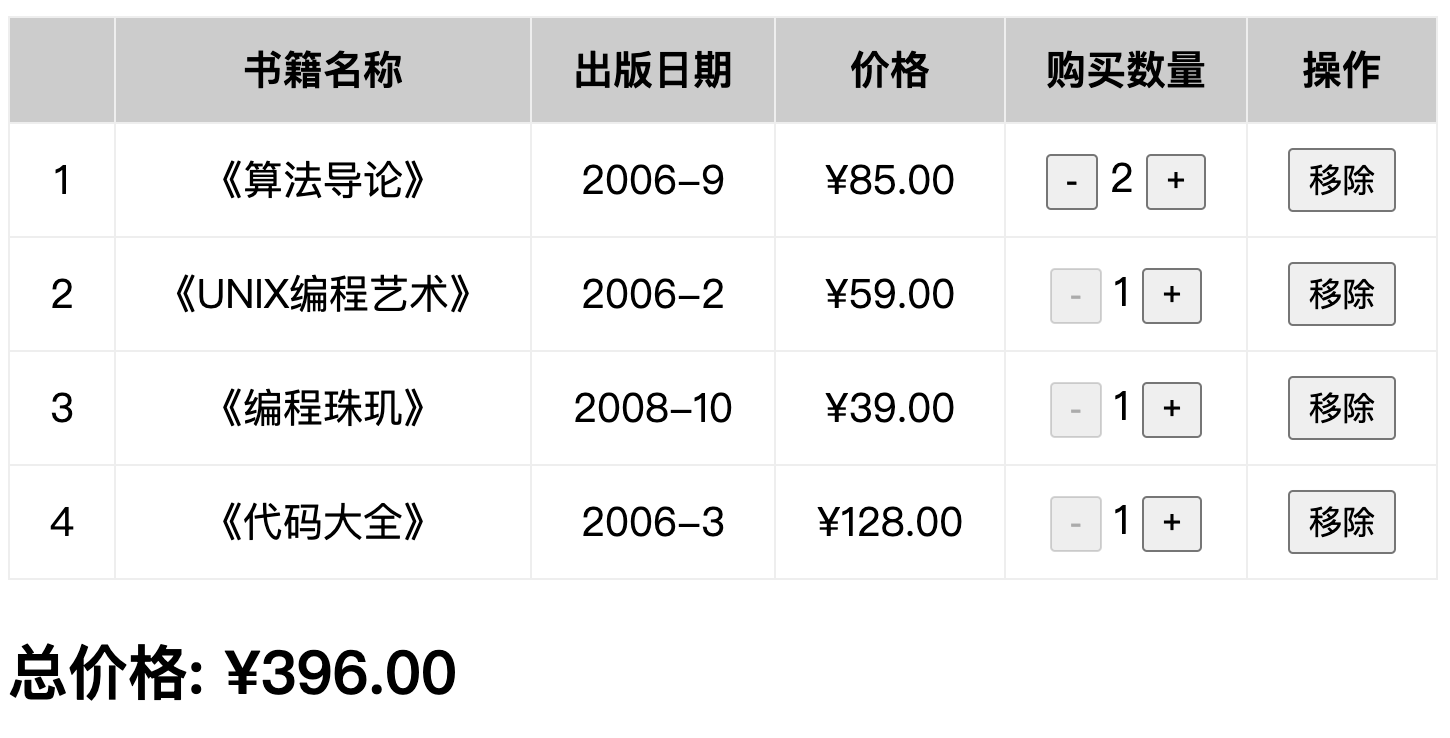 书籍名称 出版日期 价格 购买数量 操作
1 《算法导论》 2006-9 ¥85.00 - 2 + 移除
2 《UNIX编程艺术》 2006-2 ¥59.00 - 1 + 移除
3 《编程珠玑》 2008-10 ¥39.00 - 1 + 移除
4 《代码大全》 2006-3 ¥128.00 - 1 + 移除
总价格: ¥396.00